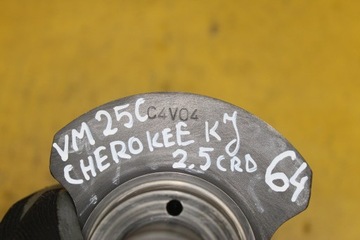 VM 25C C4V04
CHEROKEE KJ
2.5 CRD 64